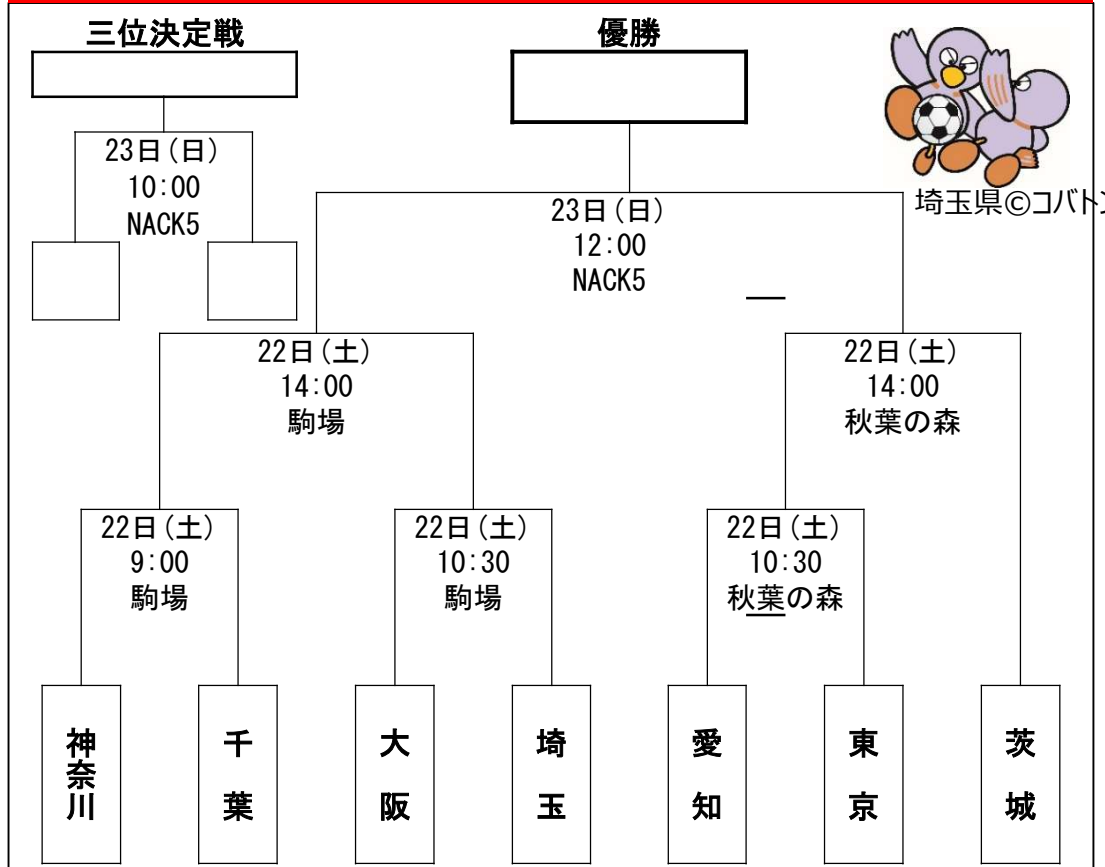 三位決定戦
優勝
23日(日)
10:00
NACK5
埼玉県©コバトン
23日(日)
12:00
NACK5
22日(土)
14:00
駒場
22日(土)
14:00
秋葉の森
22日(土)
9:00
駒場
22日(土)
10:30
駒場
22日(土)
10:30
秋葉の森
神奈川
千葉
大阪
埼玉
愛知
東京
茨城